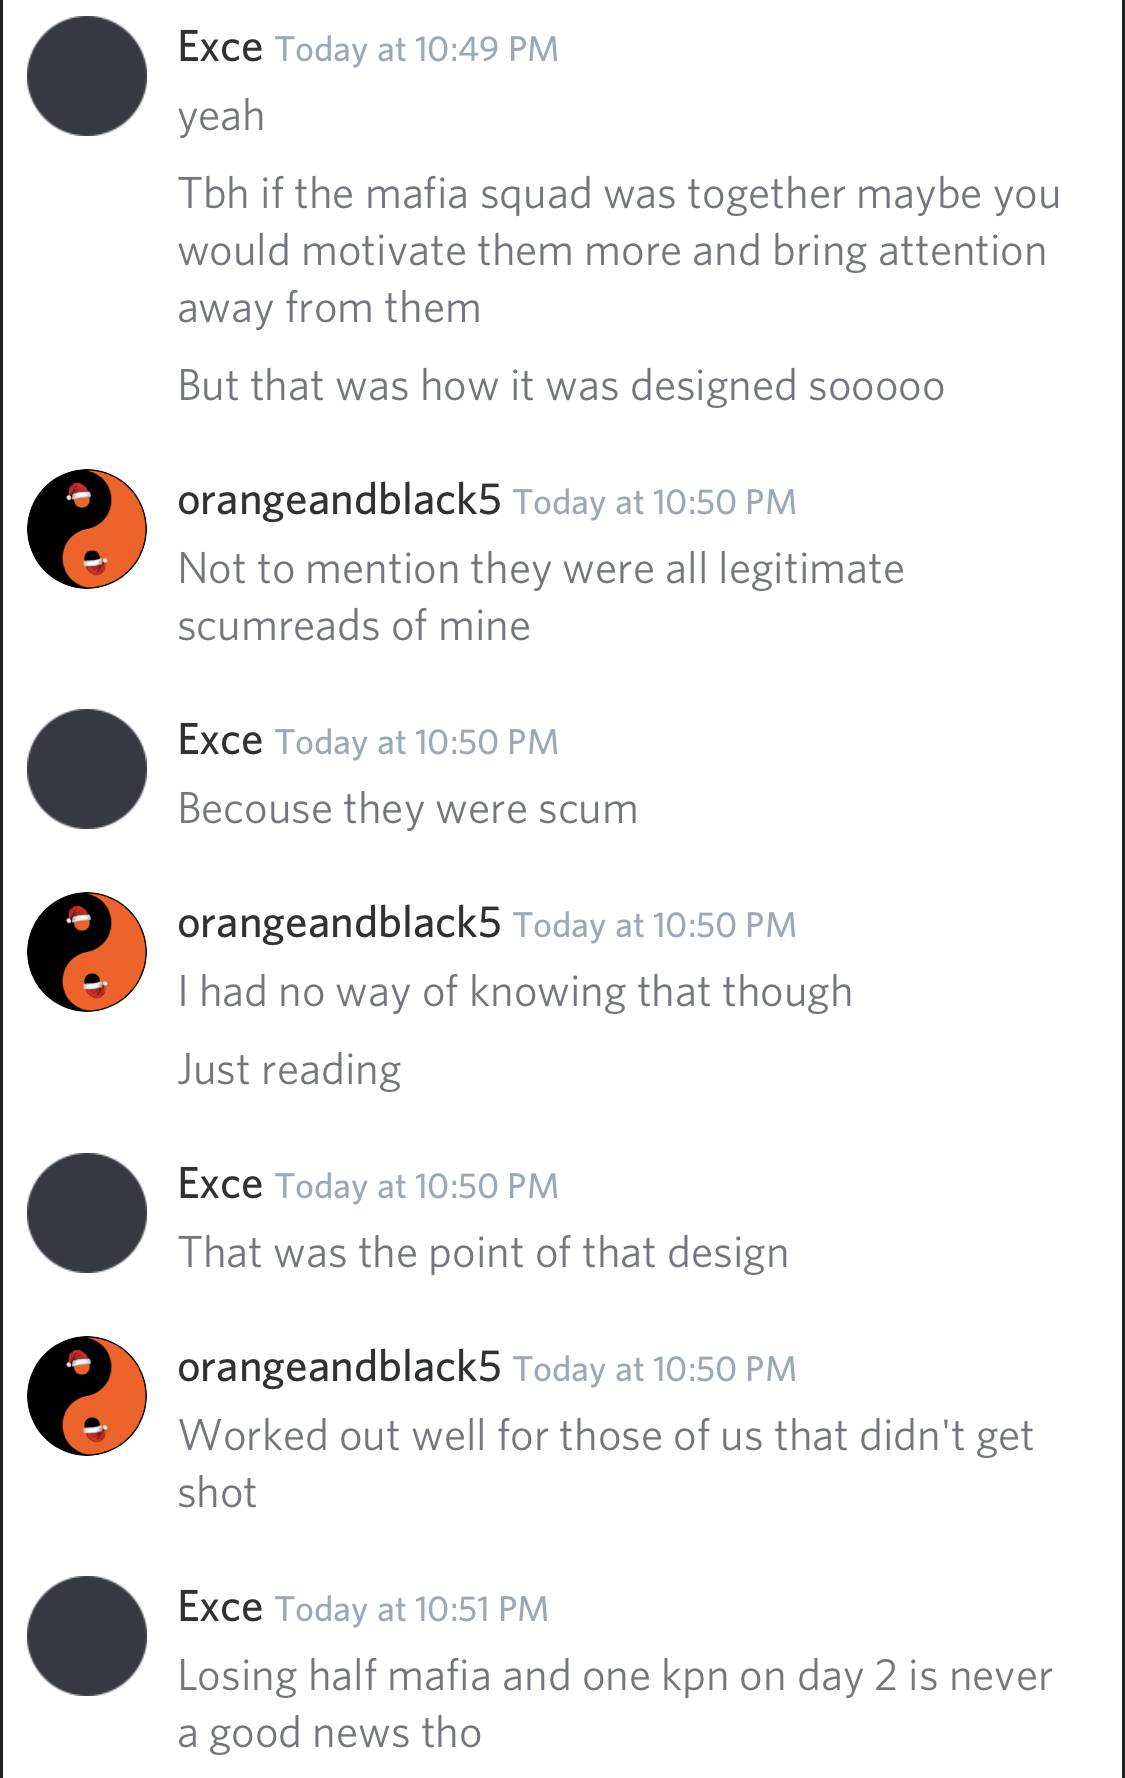 Exce Today at 10:49 PM
yeah
Tbh if the mafia squad was together maybe you
would motivate them more and bring attention
away from them
But that was how it was designed sooooo
orangeandblack5 Today at 10:50 PM
Not to mention they were all legitimate
scumreads of mine
Exce Today at 10:50 PM
Becouse they were scum
orangeandblack5 Today at 10:50 PM
I had no way of knowing that though
Just reading
Exce Today at 10:50 PM
That was the point of that design
orangeandblack5 Today at 10:50 PM
Worked out well for those of us that didn't get
shot
Exce Today at 10:51 PM
Losing half mafia and one kpn on day 2 is never
a good news tho